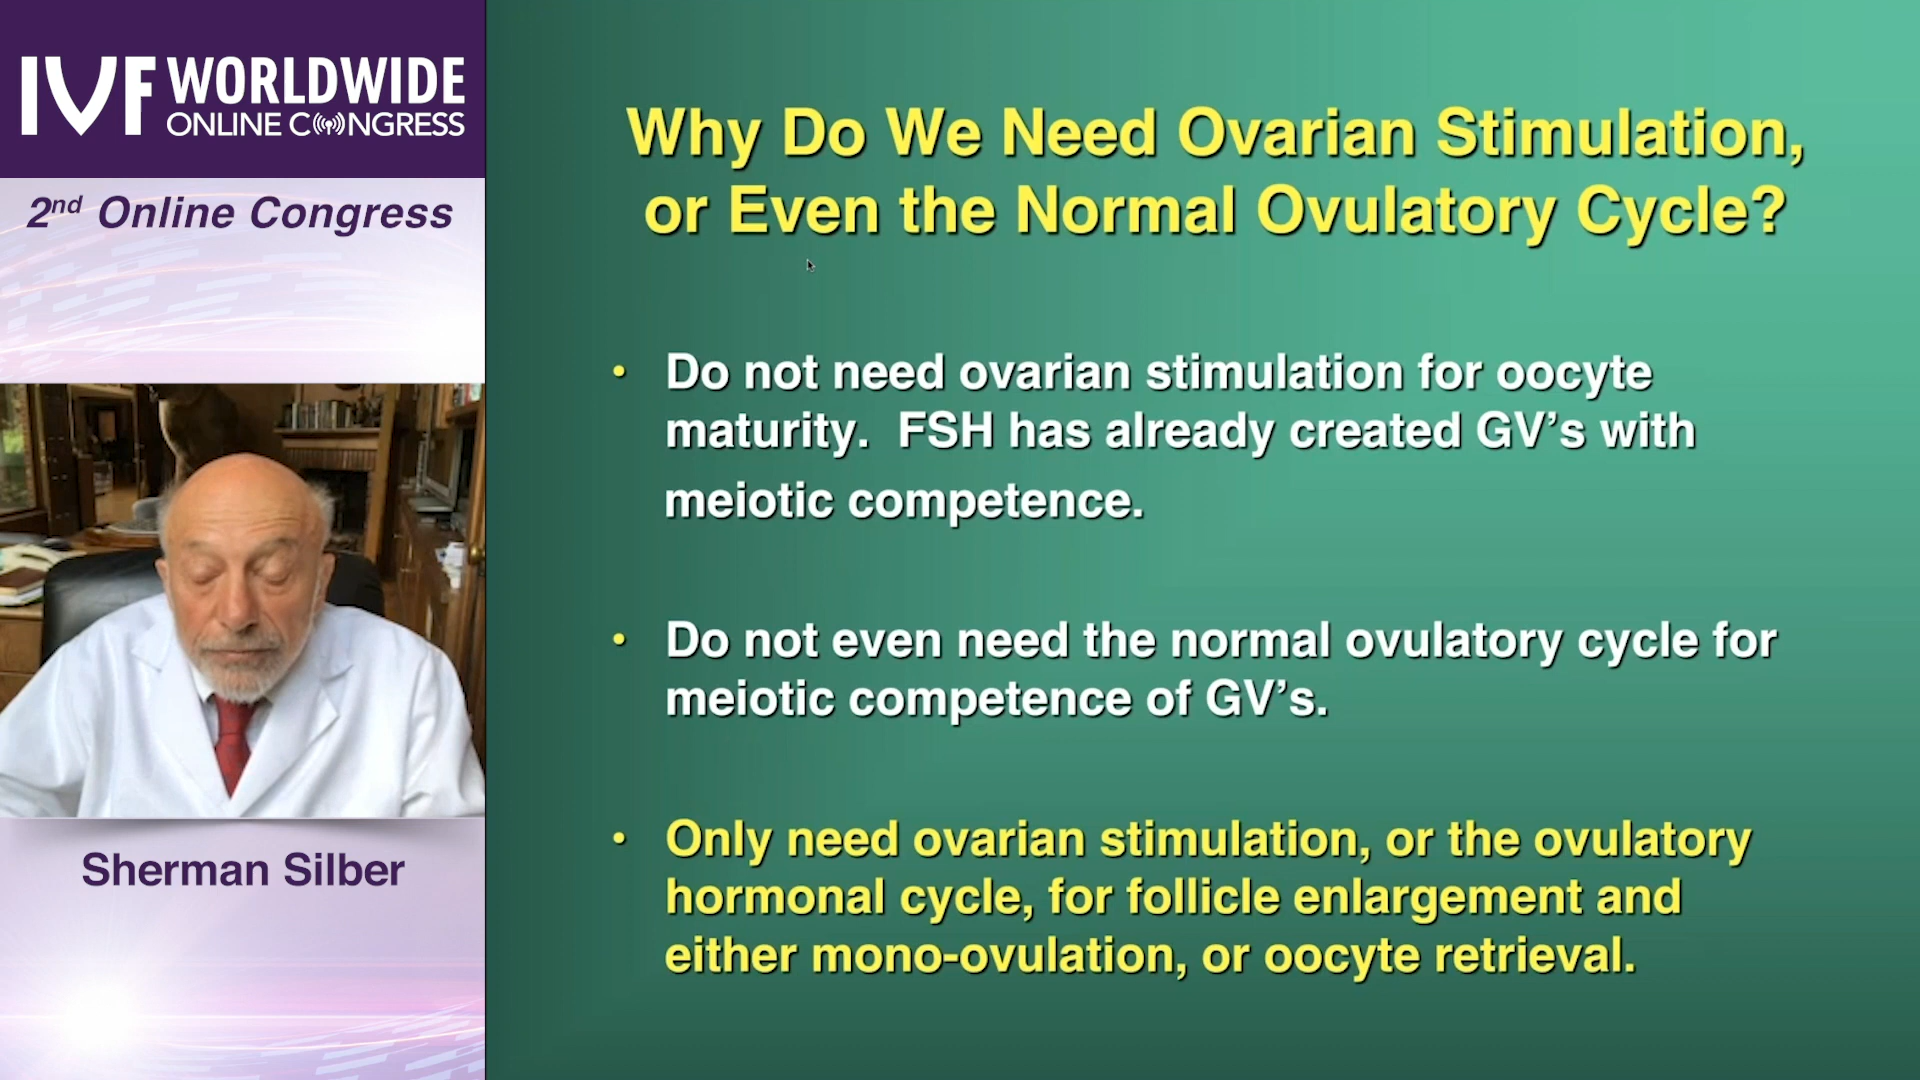 IVF WORLDWIDE
ONLINE CONGRESS
2nd Online Congress
Sherman Silber
Why Do We Need Ovarian Stimulation,
or Even the Normal Ovulatory Cycle?
• Do not need ovarian stimulation for oocyte
maturity.  FSH has already created GV’s with
meiotic competence.
• Do not even need the normal ovulatory cycle for
meiotic competence of GV’s.
• Only need ovarian stimulation, or the ovulatory
hormonal cycle, for follicle enlargement and
either mono-ovulation, or oocyte retrieval.